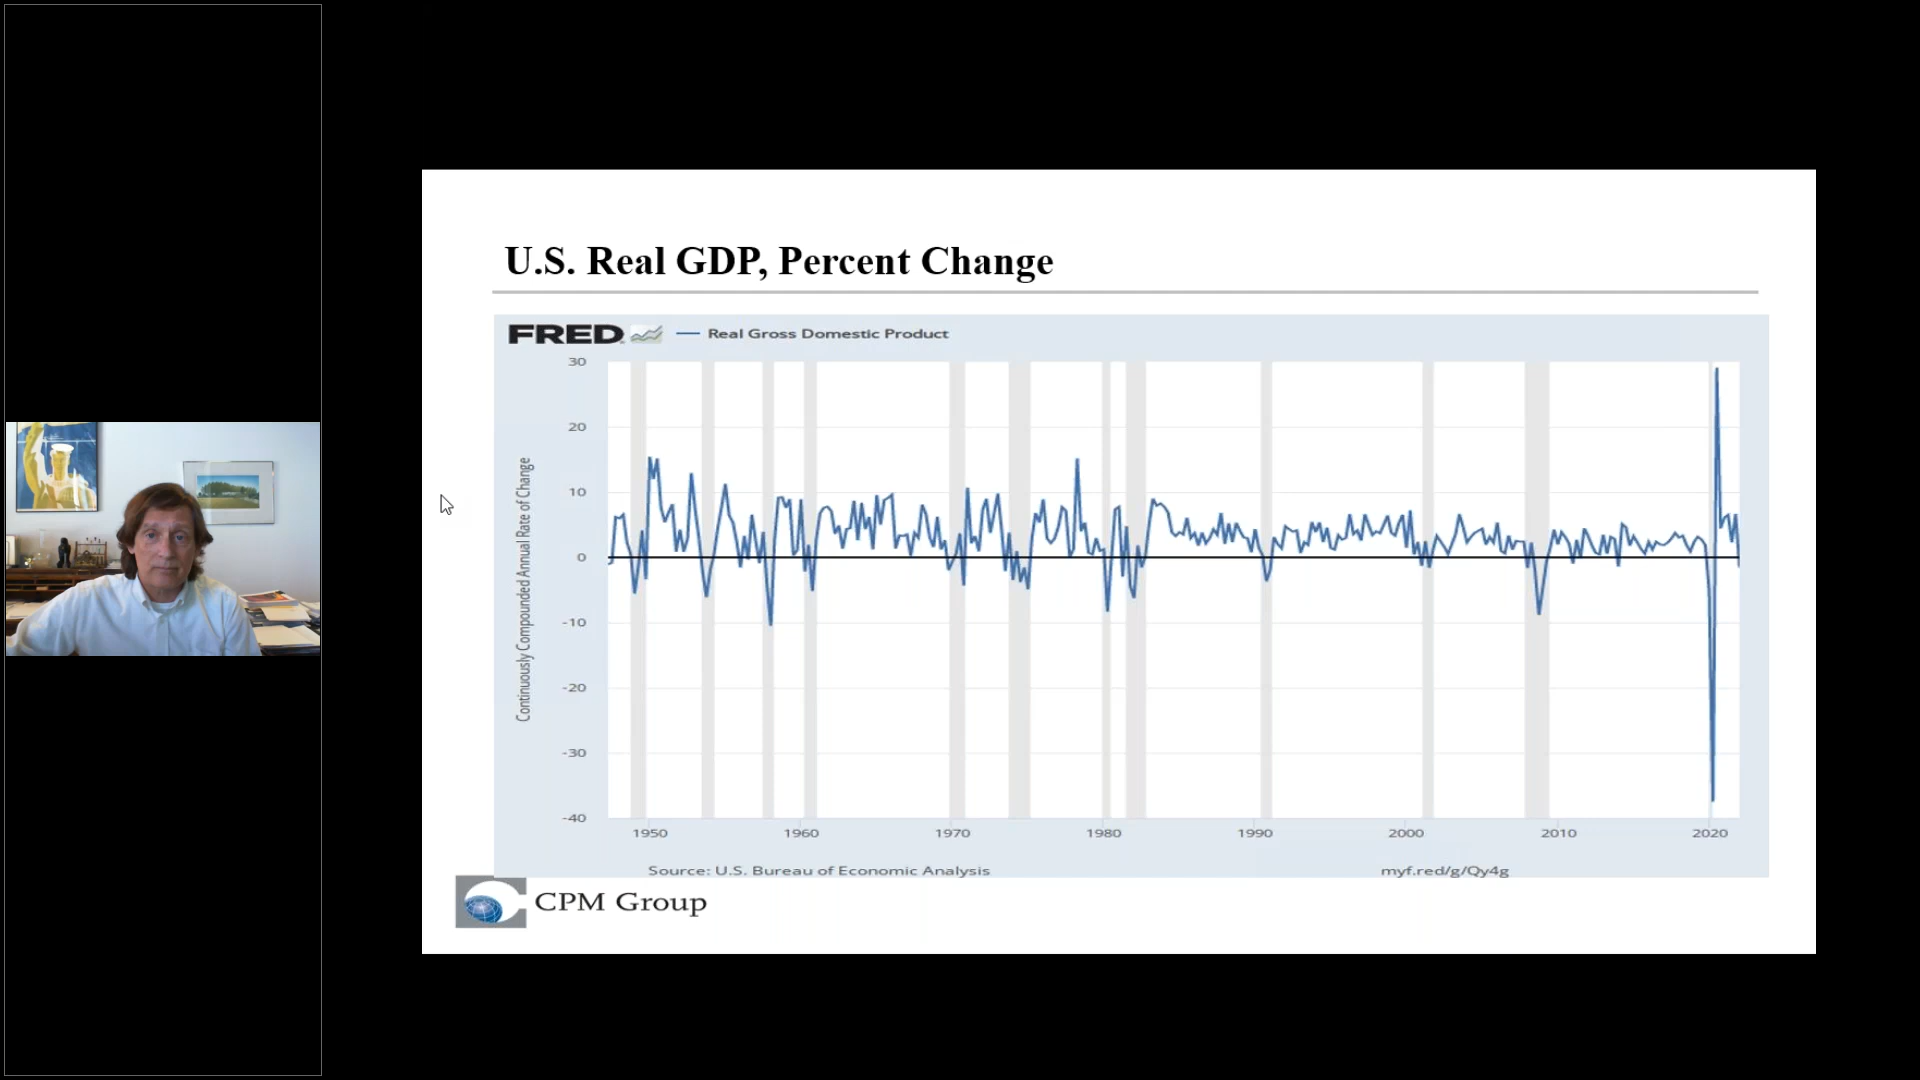 U.S. Real GDP, Percent Change
FRED
Real Gross Domestic Product
30
20
10
0
-10
-20
-30
-40
Continuously Compounded Annual Rate of Change
1950
1960
1970
1980
1990
2000
2010
2020
Source: U.S. Bureau of Economic Analysis
myf.red/g/Qy4g
CPM Group